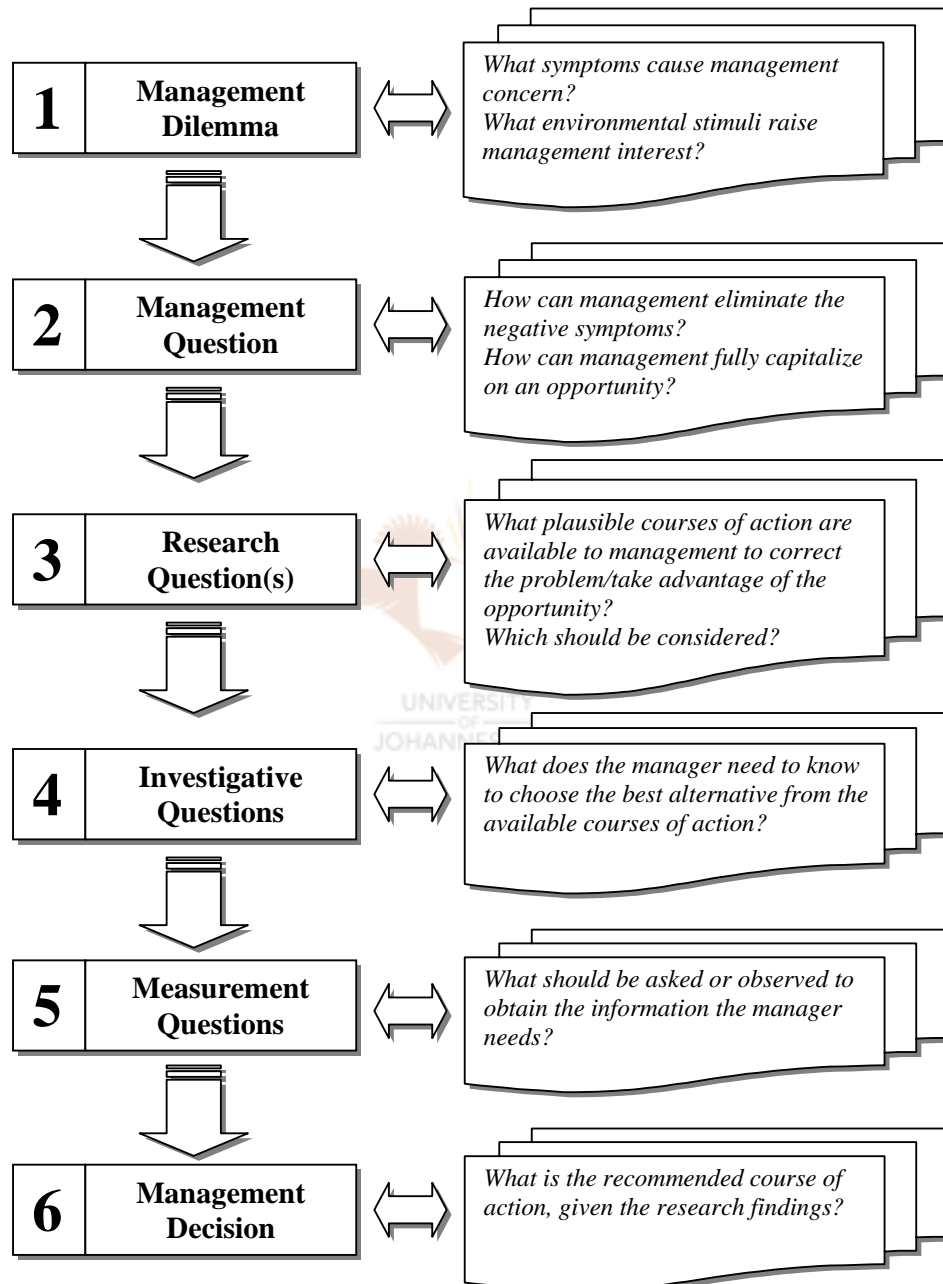 1
Management
Dilemma
What symptoms cause management
concern?
What environmental stimuli raise
management interest?
2
Management
Question
How can management eliminate the
negative symptoms?
How can management fully capitalize
on an opportunity?
3
Research
Question(s)
What plausible courses of action are
available to management to correct
the problem/take advantage of the
opportunity?
Which should be considered?
UNIVERSITY
OF
4
Investigative
Questions
What does the manager need to know
to choose the best alternative from the
available courses of action?
5
Measurement
Questions
What should be asked or observed to
obtain the information the manager
needs?
6
Management
Decision
What is the recommended course of
action, given the research findings?